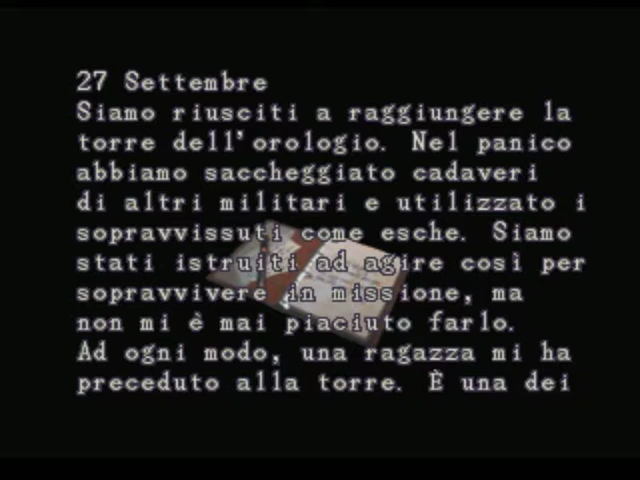 27 Settembre
Siamo riusciti a raggiungere la
torre dell'orologio. Nel panico
abbiamo saccheggiato cadaveri
di altri militari e utilizzato i
sopravvissuti come esche. Siamo
stati istruiti ad agire così per
sopravvivere in missione, ma
non mi è mai piaciuto farlo.
Ad ogni modo, una ragazza mi ha
preceduto alla torre. È una dei